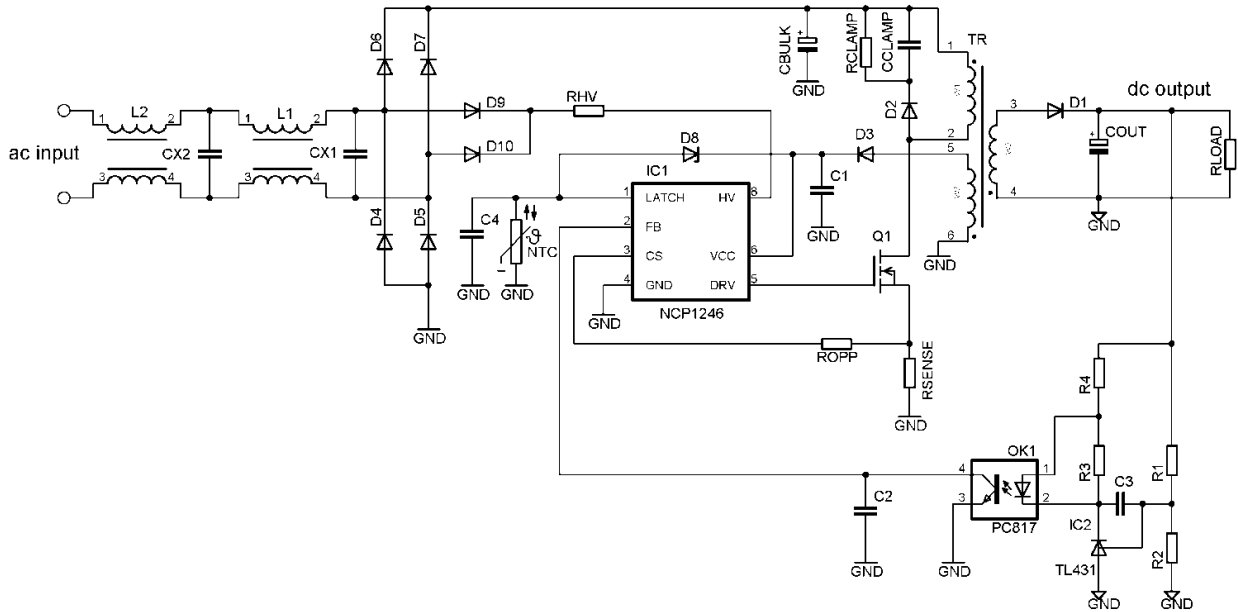 D6
D7
CBULK
+
GND
RCLAMP
CCLAMP
1
TR
dc output
L2
1 2
L1
1 2
D9
RHV
D2
2
3
D1
COUT
+
RLOAD
ac input
CX2
CX1
D10
D8
D3
5
3 4
3 4
IC1
C1
4
D4
D5
C4
ϑ
NTC
1 LATCH HV 8
2 FB
3 CS VCC 6
4 GND DRV 5
NCP1246
GND
Q1
6
GND
GND
GND
GND
GND
GND
ROPP
RSENSE
GND
R4
OK1
4 1
3 2
PC817
R3
R1
C3
C2
IC2
TL431
R2
GND
GND
GND
GND